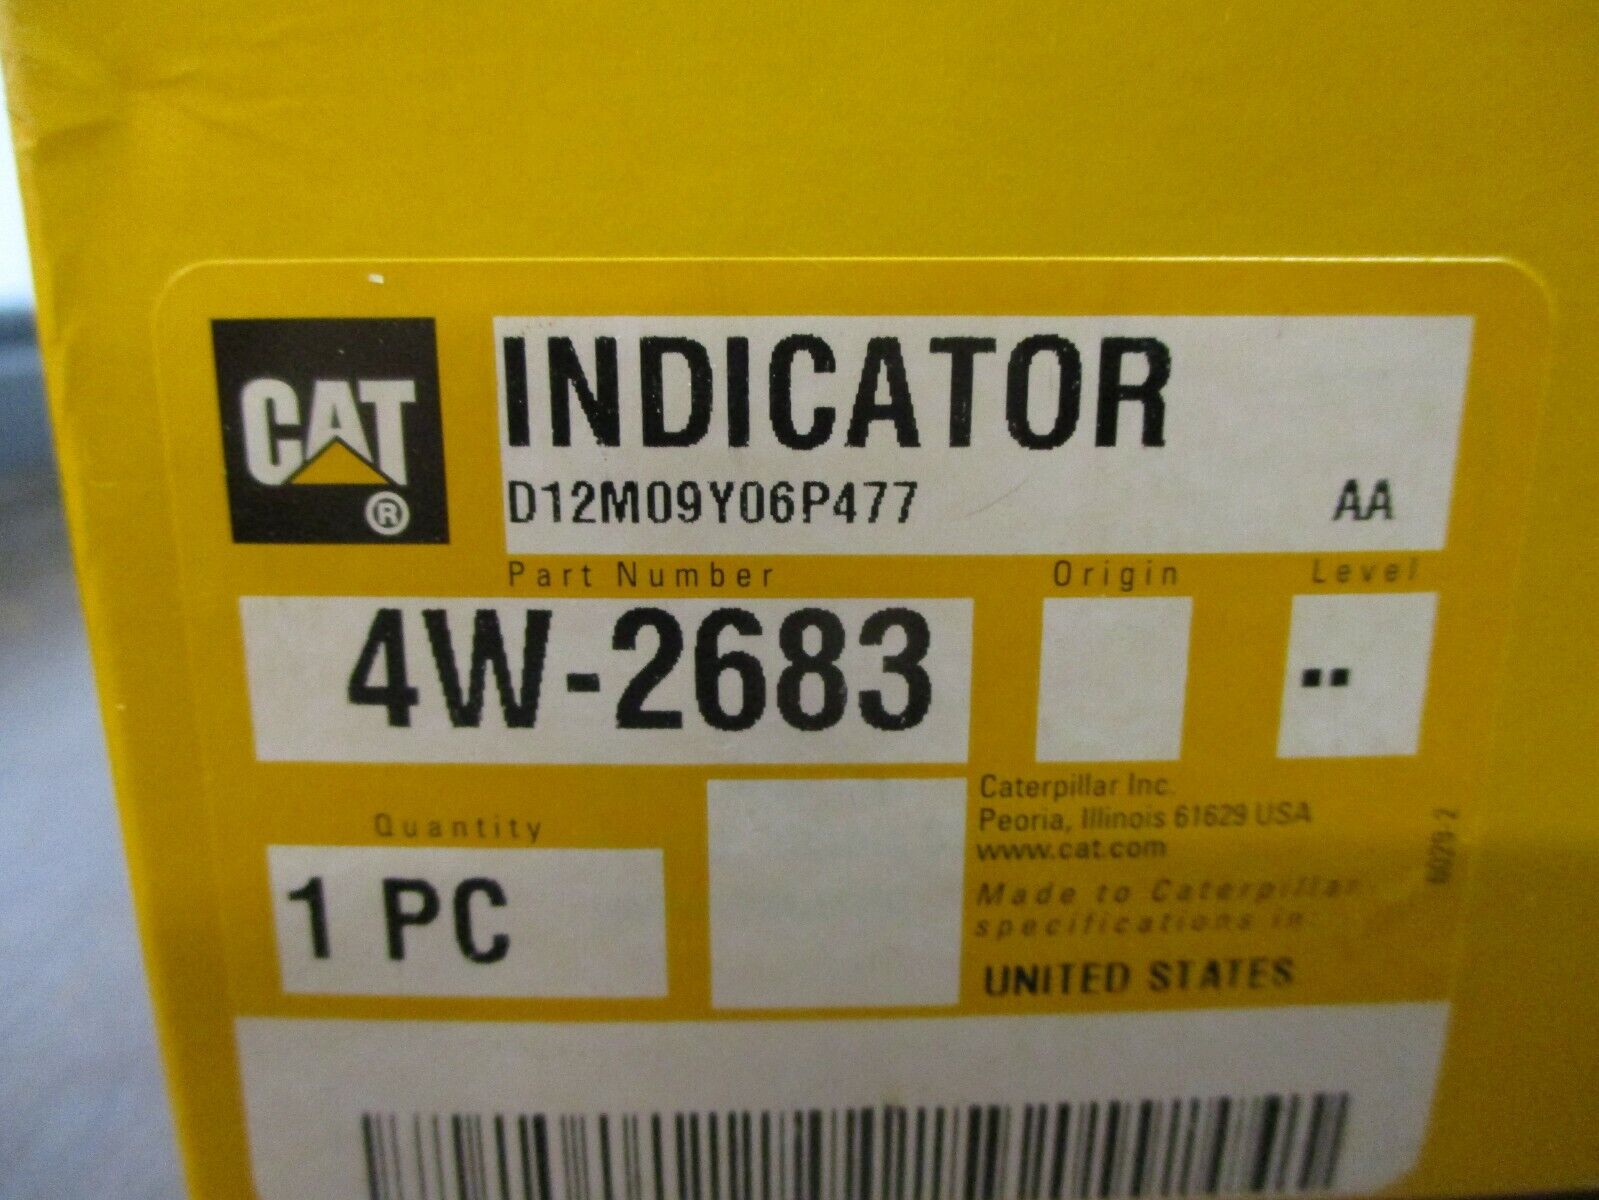 CAT
®
INDICATOR
D12M09Y06P477 AA
Part Number Origin Level
4W-2683 --
Quantity
1 PC
Caterpillar Inc.
Peoria, Illinois 61629 USA
www.cat.com
Made to Caterpillar
specifications in:
UNITED STATES